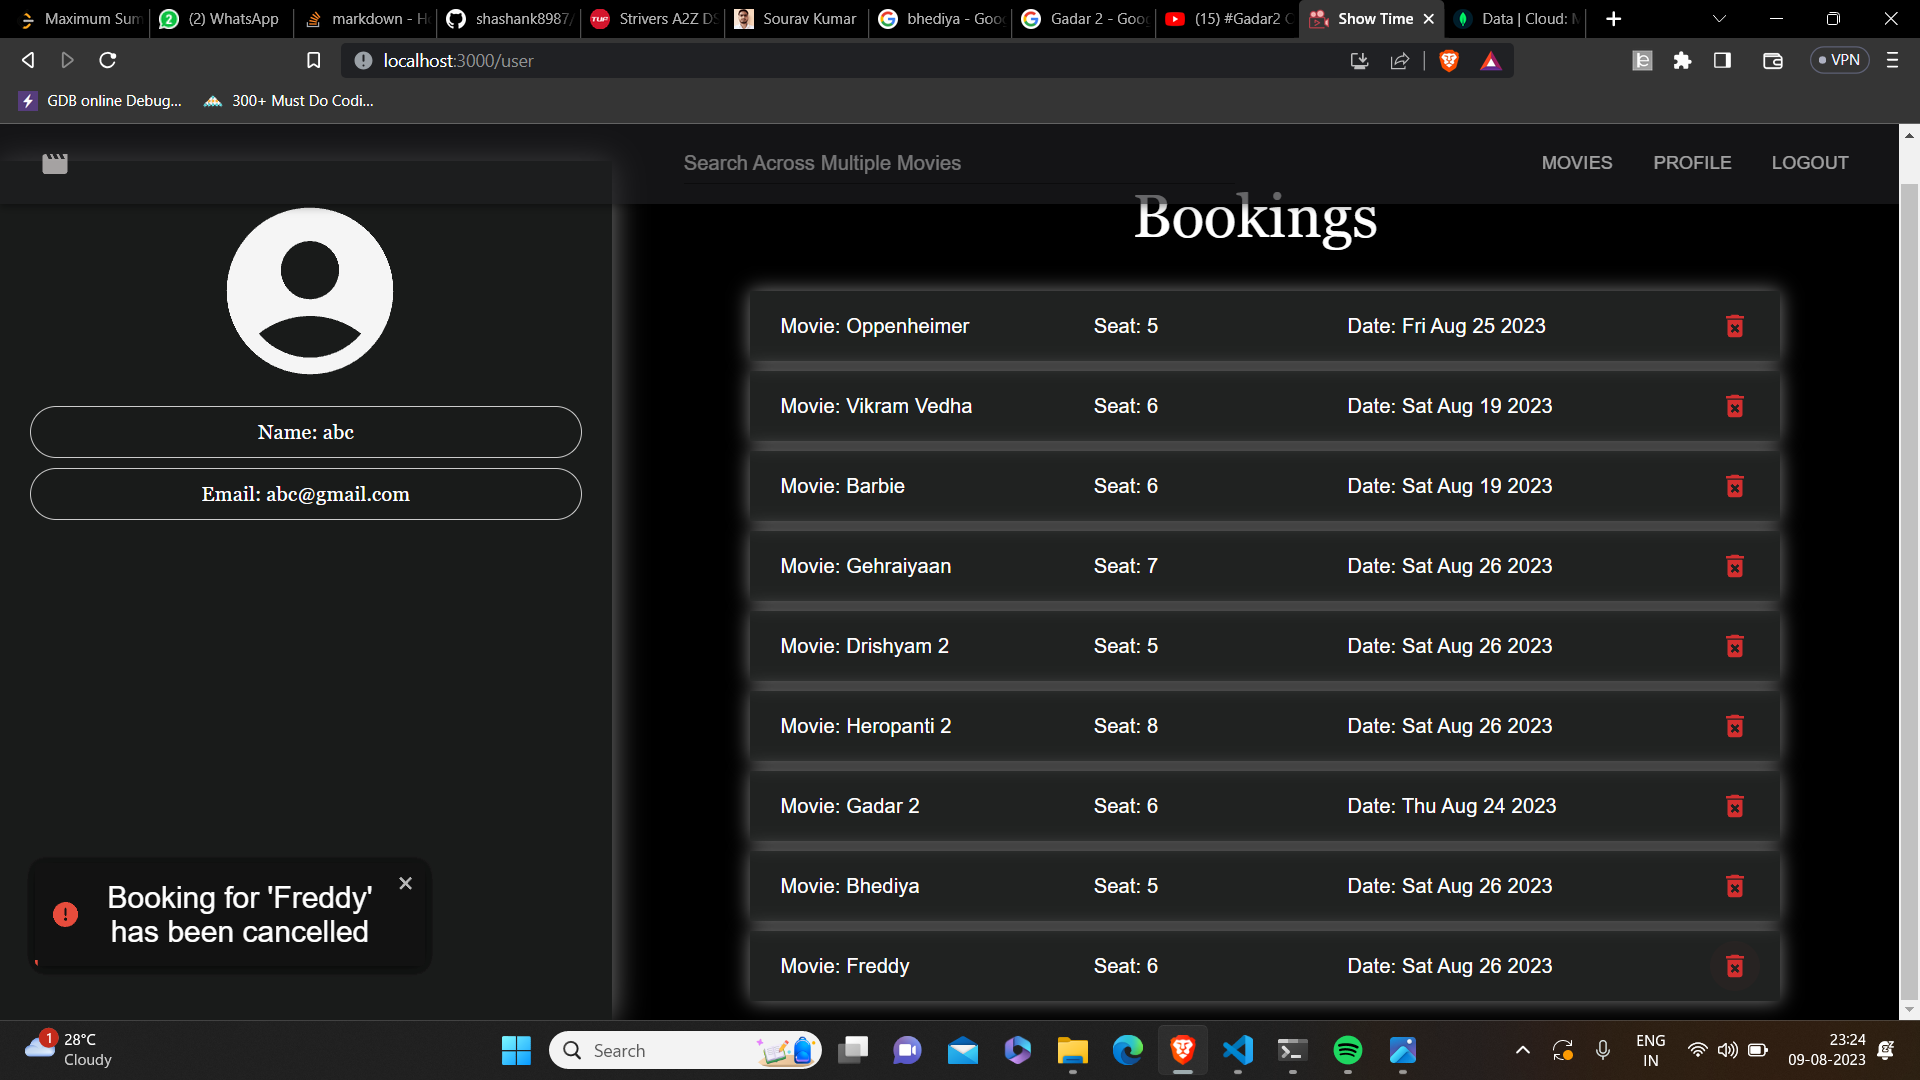 Maximum Sum
(2) WhatsApp
markdown - H
shashank8987/
TUF
Strivers A2Z DS
Sourav Kumar
bhediya - Goo
Gadar 2 - Goog
(15) #Gadar2 O
Show Time
Data | Cloud: M
localhost:3000/user
VPN
GDB online Debug...
300+ Must Do Codi...
Search Across Multiple Movies
MOVIES
PROFILE
LOGOUT
Bookings
Name: abc
Email: abc@gmail.com
Movie: Oppenheimer Seat: 5 Date: Fri Aug 25 2023
Movie: Vikram Vedha Seat: 6 Date: Sat Aug 19 2023
Movie: Barbie Seat: 6 Date: Sat Aug 19 2023
Movie: Gehraiyaan Seat: 7 Date: Sat Aug 26 2023
Movie: Drishyam 2 Seat: 5 Date: Sat Aug 26 2023
Movie: Heropanti 2 Seat: 8 Date: Sat Aug 26 2023
Movie: Gadar 2 Seat: 6 Date: Thu Aug 24 2023
Movie: Bhediya Seat: 5 Date: Sat Aug 26 2023
Movie: Freddy Seat: 6 Date: Sat Aug 26 2023
Booking for 'Freddy'
has been cancelled
1
28°C
Cloudy
Search
ENG
IN
23:24
09-08-2023